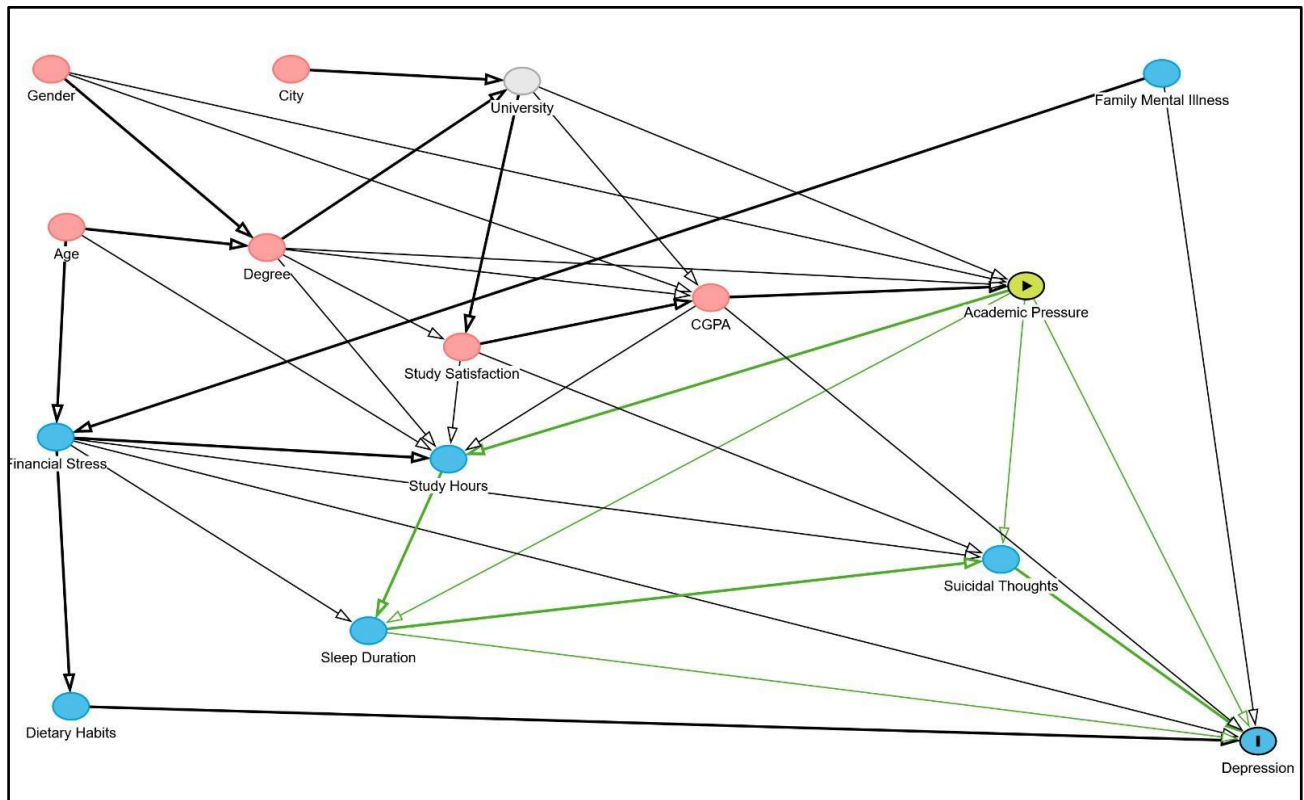 Gender
City
University
Family Mental Illness
Age
Degree
CGPA
Academic Pressure
Study Satisfaction
Financial Stress
Study Hours
Suicidal Thoughts
Sleep Duration
Dietary Habits
Depression